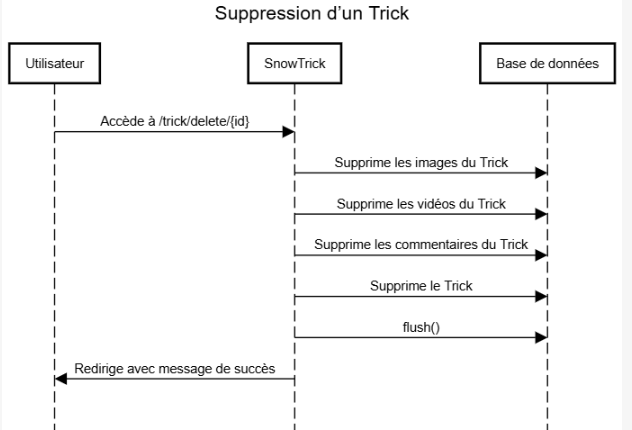 Suppression d’un Trick
Utilisateur
SnowTrick
Base de données
Accède à /trick/delete/{id}
Supprime les images du Trick
Supprime les vidéos du Trick
Supprime les commentaires du Trick
Supprime le Trick
flush()
Redirige avec message de succès